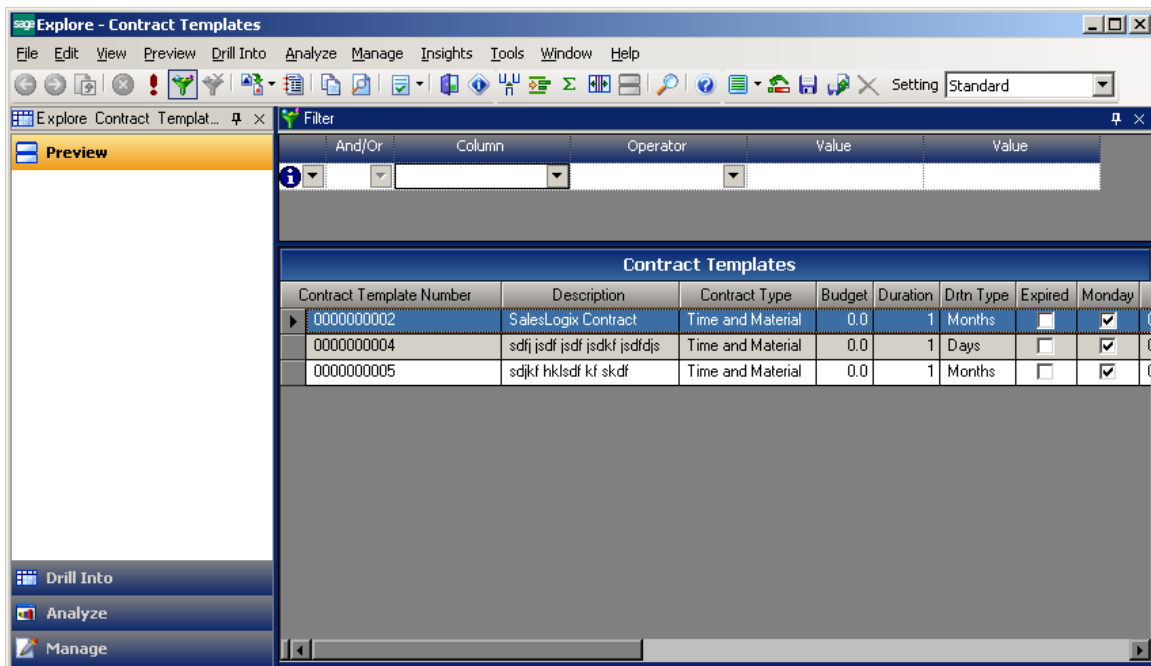 sage Explore - Contract Templates
File Edit View Preview Drill Into Analyze Manage Insights Tools Window Help
Setting Standard
Explore Contract Templat...
Filter
Preview
And/Or Column Operator Value Value
Contract Templates
Contract Template Number Description Contract Type Budget Duration Drtn Type Expired Monday
0000000002 SalesLogix Contract Time and Material 0.0 1 Months
0000000004 sdfj jsdf jsdf jsdkf jsdfdjs Time and Material 0.0 1 Days
0000000005 sdjkf hklsdf kf skdf Time and Material 0.0 1 Months
Drill Into
Analyze
Manage